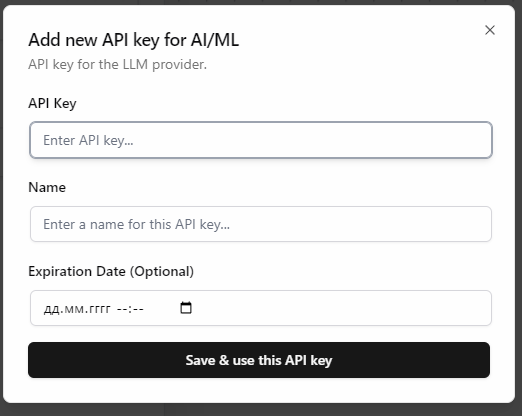 Add new API key for AI/ML
API key for the LLM provider.
API Key
Enter API key...
Name
Enter a name for this API key...
Expiration Date (Optional)
дд.мм.гггг --:--
Save & use this API key